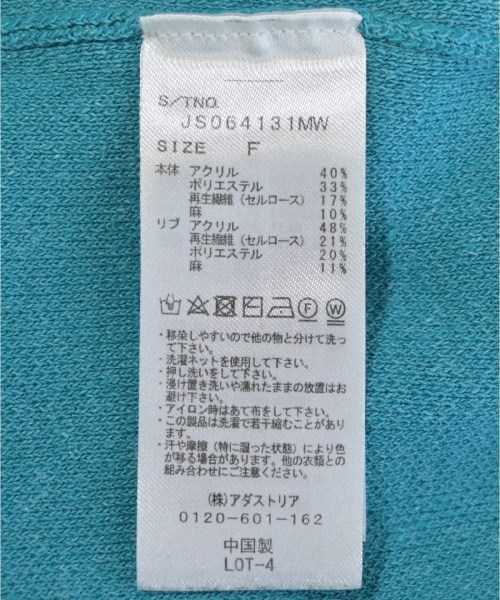 S/TNO.
JS064131MW
SIZE F
本体 アクリル 40%
ポリエステル 33%
再生繊維（セルロース） 17%
麻 10%
リブ アクリル 48%
再生繊維（セルロース） 21%
ポリエステル 20%
麻 11%
F W
・移染しやすいので他の物と分けて洗っ
て下さい。
・洗濯ネットを使用して下さい。
・押し洗いをして下さい。
・浸け置き洗いや濡れたままの放置はお
避け下さい。
・アイロン時はあて布をして下さい。
・この製品は洗濯で若干縮むことがあり
ます。
・汗や摩擦（特に湿った状態）により色
が移る場合があります。他の衣類との
組み合わせにご注意ください。
(株)アダストリア
0120-601-162
中国製
LOT-4